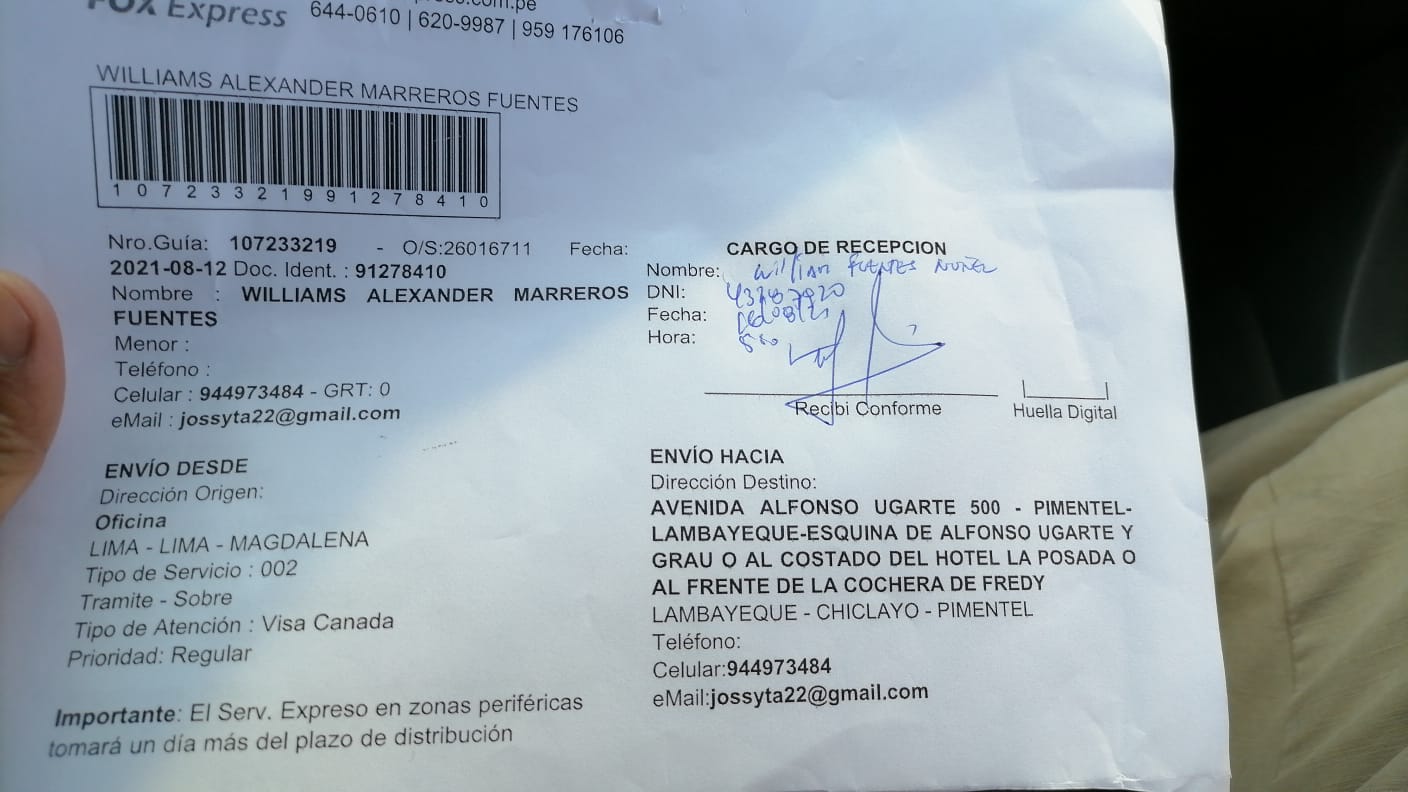 FOX Express
644-0610 | 620-9987 | 959 176106
WILLIAMS ALEXANDER MARREROS FUENTES
10723321991278410
Nro.Guía: 107233219 - O/S:26016711 Fecha:
2021-08-12 Doc. Ident. : 91278410
Nombre : WILLIAMS ALEXANDER MARREROS
FUENTES
Menor :
Teléfono :
Celular : 944973484 - GRT: 0
eMail : jossyta22@gmail.com
CARGO DE RECEPCION
Nombre: William FUENTES NUÑEZ
DNI:
Fecha:
Hora:
Recibi Conforme
Huella Digital
ENVÍO DESDE
Dirección Origen:
Oficina
LIMA - LIMA - MAGDALENA
Tipo de Servicio : 002
Tramite - Sobre
Tipo de Atención : Visa Canada
Prioridad: Regular
ENVÍO HACIA
Dirección Destino:
AVENIDA ALFONSO UGARTE 500 - PIMENTEL-
LAMBAYEQUE-ESQUINA DE ALFONSO UGARTE Y
GRAU O AL COSTADO DEL HOTEL LA POSADA O
AL FRENTE DE LA COCHERA DE FREDY
LAMBAYEQUE - CHICLAYO - PIMENTEL
Teléfono:
Celular:944973484
eMail:jossyta22@gmail.com
Importante: El Serv. Expreso en zonas periféricas
tomará un día más del plazo de distribución